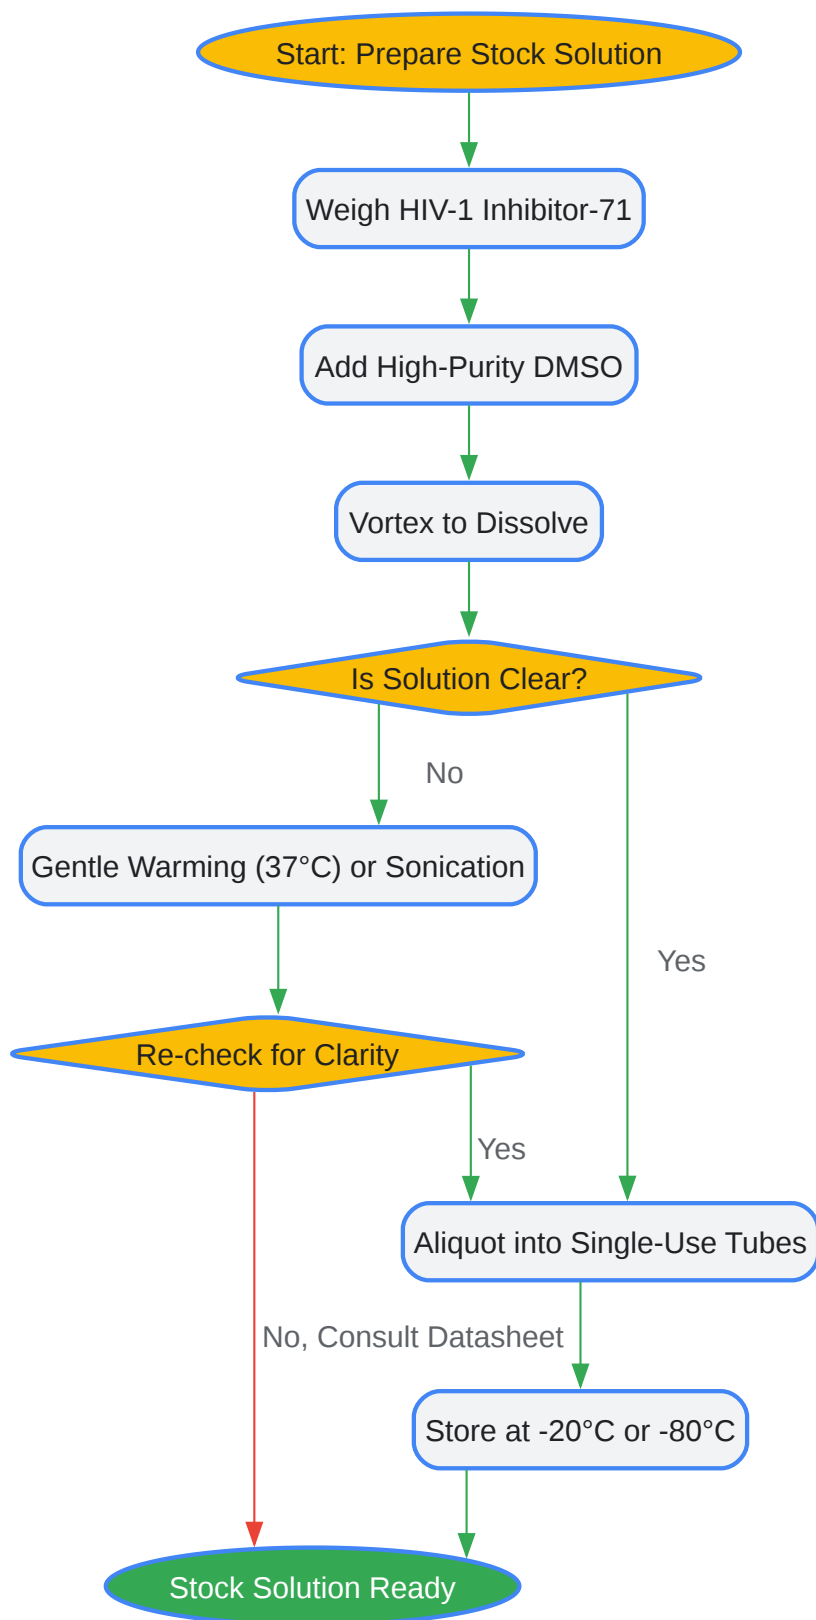 Start: Prepare Stock Solution
Weigh HIV-1 Inhibitor-71
Add High-Purity DMSO
Vortex to Dissolve
Is Solution Clear?
No
Gentle Warming (37°C) or Sonication
Yes
Re-check for Clarity
Yes
Aliquot into Single-Use Tubes
No, Consult Datasheet
Store at -20°C or -80°C
Stock Solution Ready